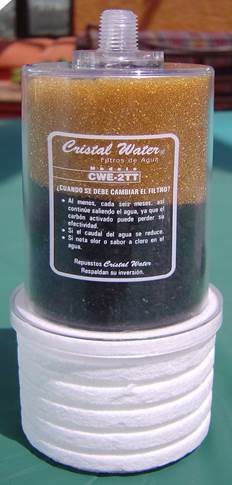 Cristal Water®
Filtros de Agua
Modelo
CWE-2TT
¿CUANDO SE DEBE CAMBIAR EL FILTRO?
• Al menos, cada seis meses, así
continúe saliendo el agua, ya que el
carbón activado puede perder su
efectividad.
• Si el caudal del agua se reduce.
• Si nota olor o sabor a cloro en el
agua.
Repuestos Cristal Water
Respaldan su inversión.